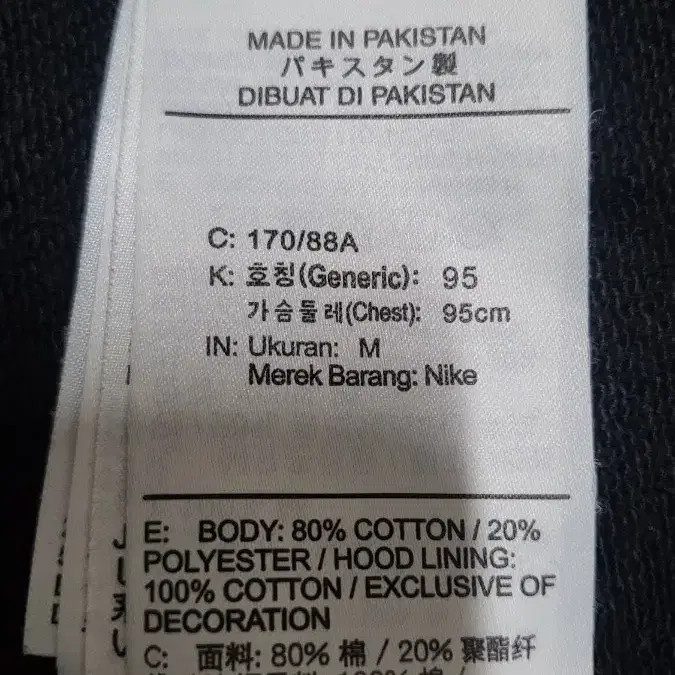 MADE IN PAKISTAN
パキスタン製
DIBUAT DI PAKISTAN
C: 170/88A
K: 호칭(Generic): 95
가슴둘레(Chest): 95cm
IN: Ukuran: M
Merek Barang: Nike
E: BODY: 80% COTTON / 20%
POLYESTER / HOOD LINING:
100% COTTON / EXCLUSIVE OF
DECORATION
C: 面料: 80% 棉 / 20% 聚酯纤